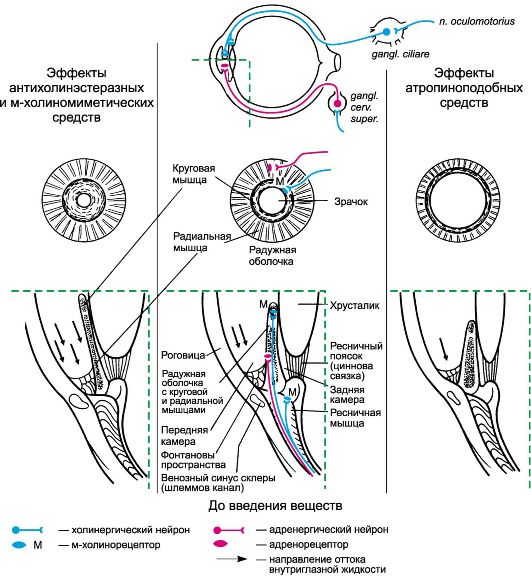 n. oculomotorius
gangl. ciliare
Эффекты
антихолинэстеразных
и м-холиномиметических
средств
gangl.
cerv.
super.
Эффекты
атропиноподобных
средств
Круговая
мышца
М
Зрачок
Радиальная
мышца
Радужная
оболочка
М
Хрусталик
Роговица
Ресничный
поясок
(циннова
связка)
Радужная
оболочка
с круговой
и радиальной
мышцами
Задняя
камера
М
Ресничная
мышца
Передняя
камера
Фонтановы
пространства
Венозный синус склеры
(шлеммов канал)
До введения веществ
— холинергический нейрон
— адренергический нейрон
М — м-холинорецептор
— адренорецептор
— направление оттока
внутриглазной жидкости